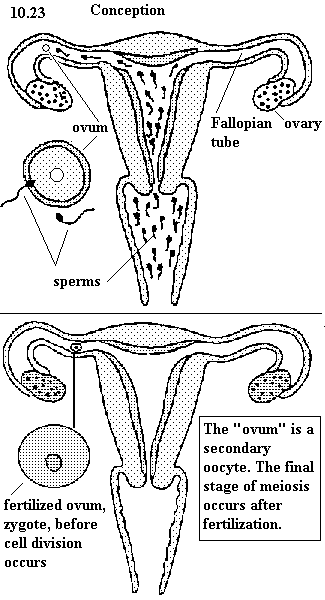 10.23
Conception
ovum
Fallopian
tube
ovary
sperms
fertilized ovum,
zygote, before
cell division
occurs
The "ovum" is a
secondary
oocyte. The final
stage of meiosis
occurs after
fertilization.